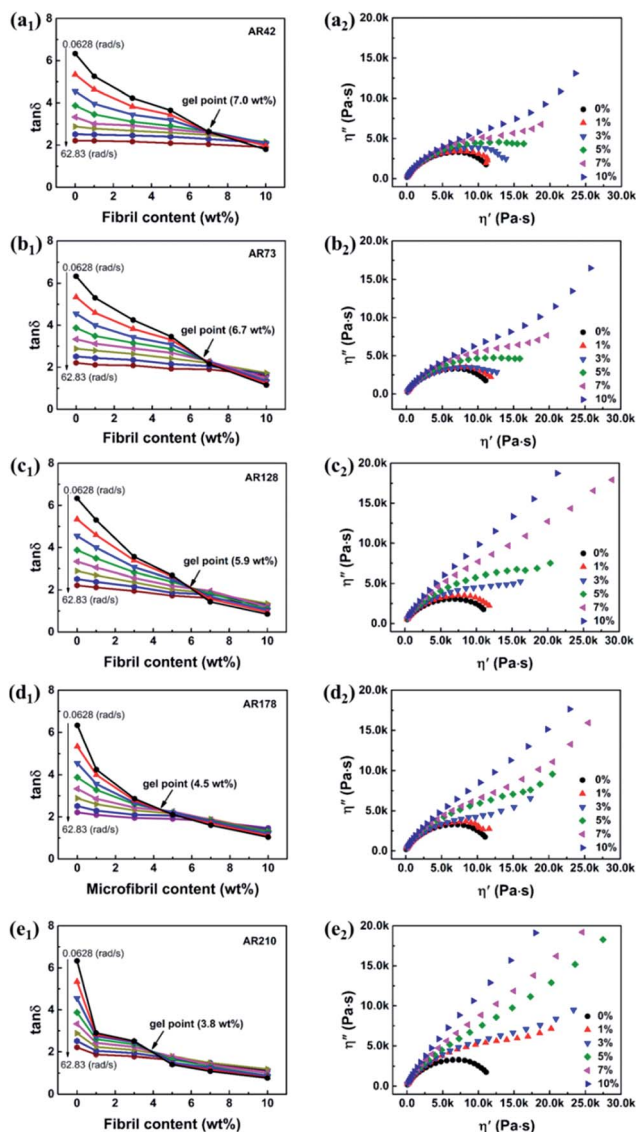 (a1)
AR42
0.0628 (rad/s)
gel point (7.0 wt%)
62.83 (rad/s)
tanδ
8
6
4
2
0
0 2 4 6 8 10
Fibril content (wt%)
(a2)
η″ (Pa·s)
20.0k
15.0k
10.0k
5.0k
0.0
0%
1%
3%
5%
7%
10%
0.0 5.0k 10.0k 15.0k 20.0k 25.0k 30.0k
η′ (Pa·s)
(b1)
AR73
0.0628 (rad/s)
gel point (6.7 wt%)
62.83 (rad/s)
tanδ
8
6
4
2
0
0 2 4 6 8 10
Fibril content (wt%)
(b2)
η″ (Pa·s)
20.0k
15.0k
10.0k
5.0k
0.0
0%
1%
3%
5%
7%
10%
0.0 5.0k 10.0k 15.0k 20.0k 25.0k 30.0k
η′ (Pa·s)
(c1)
AR128
0.0628 (rad/s)
gel point (5.9 wt%)
62.83 (rad/s)
tanδ
8
6
4
2
0
0 2 4 6 8 10
Fibril content (wt%)
(c2)
η″ (Pa·s)
20.0k
15.0k
10.0k
5.0k
0.0
0%
1%
3%
5%
7%
10%
0.0 5.0k 10.0k 15.0k 20.0k 25.0k 30.0k
η′ (Pa·s)
(d1)
AR178
0.0628 (rad/s)
gel point (4.5 wt%)
62.83 (rad/s)
tanδ
8
6
4
2
0
0 2 4 6 8 10
Microfibril content (wt%)
(d2)
η″ (Pa·s)
20.0k
15.0k
10.0k
5.0k
0.0
0%
1%
3%
5%
7%
10%
0.0 5.0k 10.0k 15.0k 20.0k 25.0k 30.0k
η′ (Pa·s)
(e1)
AR210
0.0628 (rad/s)
gel point (3.8 wt%)
62.83 (rad/s)
tanδ
8
6
4
2
0
0 2 4 6 8 10
Fibril content (wt%)
(e2)
η″ (Pa·s)
20.0k
15.0k
10.0k
5.0k
0.0
0%
1%
3%
5%
7%
10%
0.0 5.0k 10.0k 15.0k 20.0k 25.0k 30.0k
η′ (Pa·s)